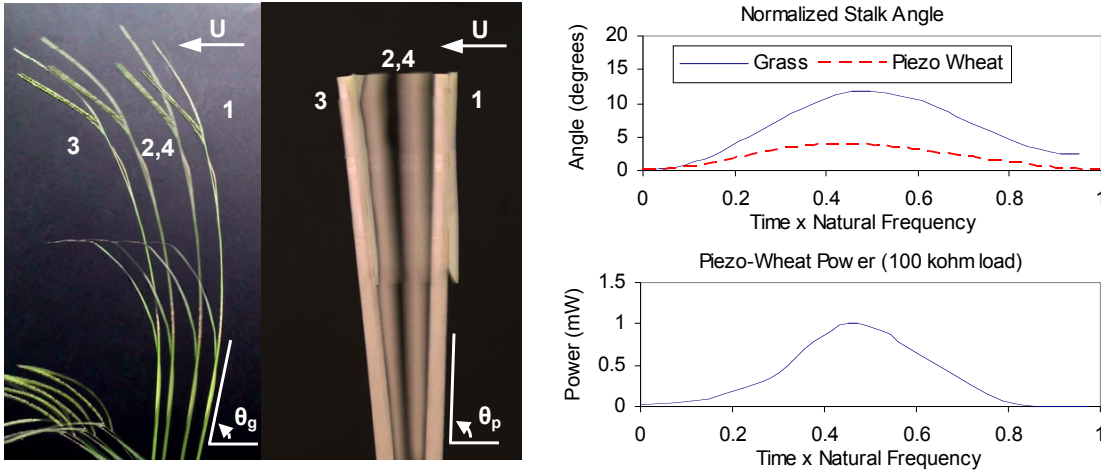 U
1
2,4
3
θg
U
2,4
3
1
θp
Normalized Stalk Angle
Grass
Piezo Wheat
Angle (degrees)
20
15
10
5
0
0 0.2 0.4 0.6 0.8 1
Time x Natural Frequency
Piezo-Wheat Power (100 kohm load)
Power (mW)
1.5
1
0.5
0
0 0.2 0.4 0.6 0.8 1
Time x Natural Frequency